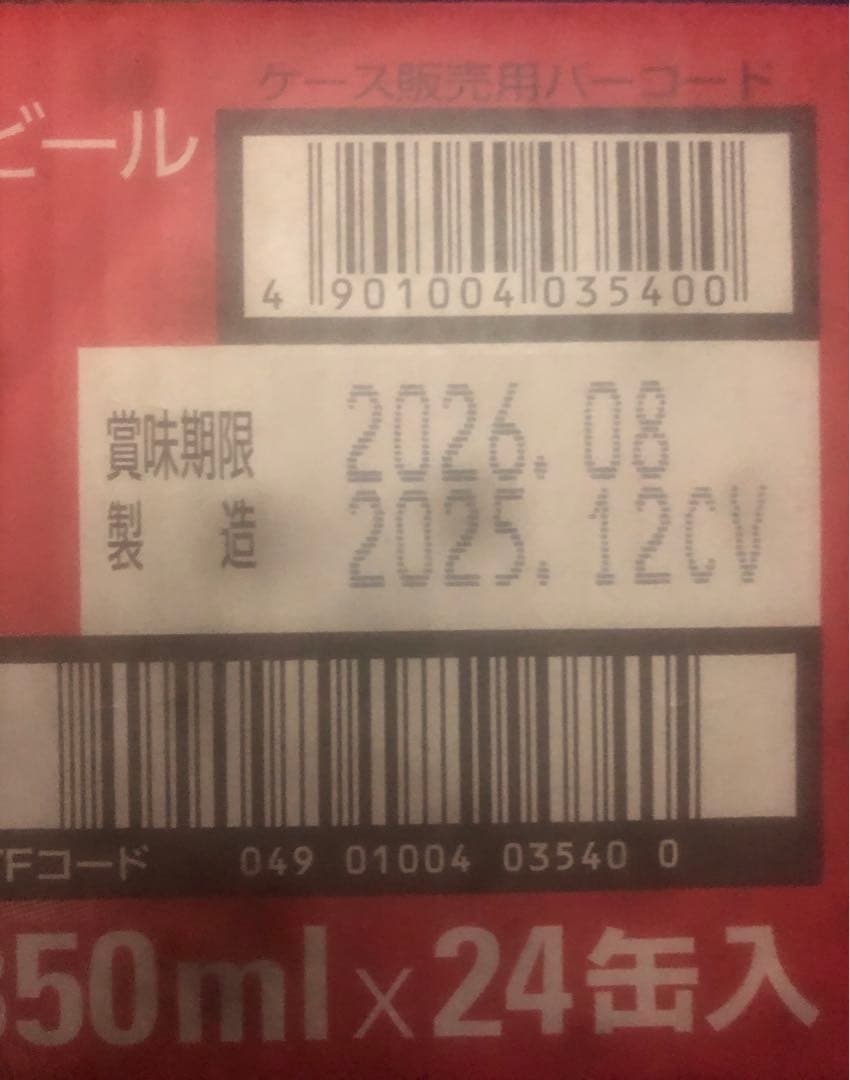 ケース販売用バーコード
ビール
4 901004 035400
賞味期限 2026.08
製造 2025.12cV
TFコード 049 01004 03540 0
350ml×24缶入